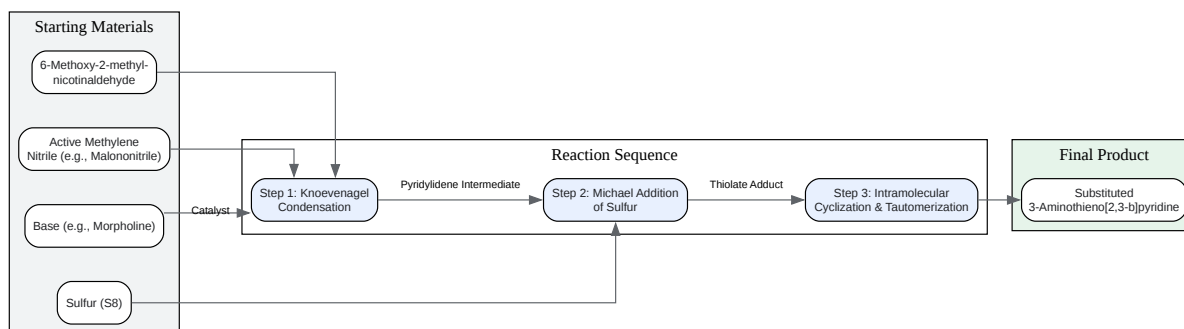 Starting Materials
6-Methoxy-2-methyl-
nicotinaldehyde
Active Methylene
Nitrile (e.g., Malononitrile)
Base (e.g., Morpholine)
Sulfur (S8)
Catalyst
Reaction Sequence
Step 1: Knoevenagel
Condensation
Pyridylidene Intermediate
Step 2: Michael Addition
of Sulfur
Thiolate Adduct
Step 3: Intramolecular
Cyclization & Tautomerization
Final Product
Substituted
3-Aminothieno[2,3-b]pyridine